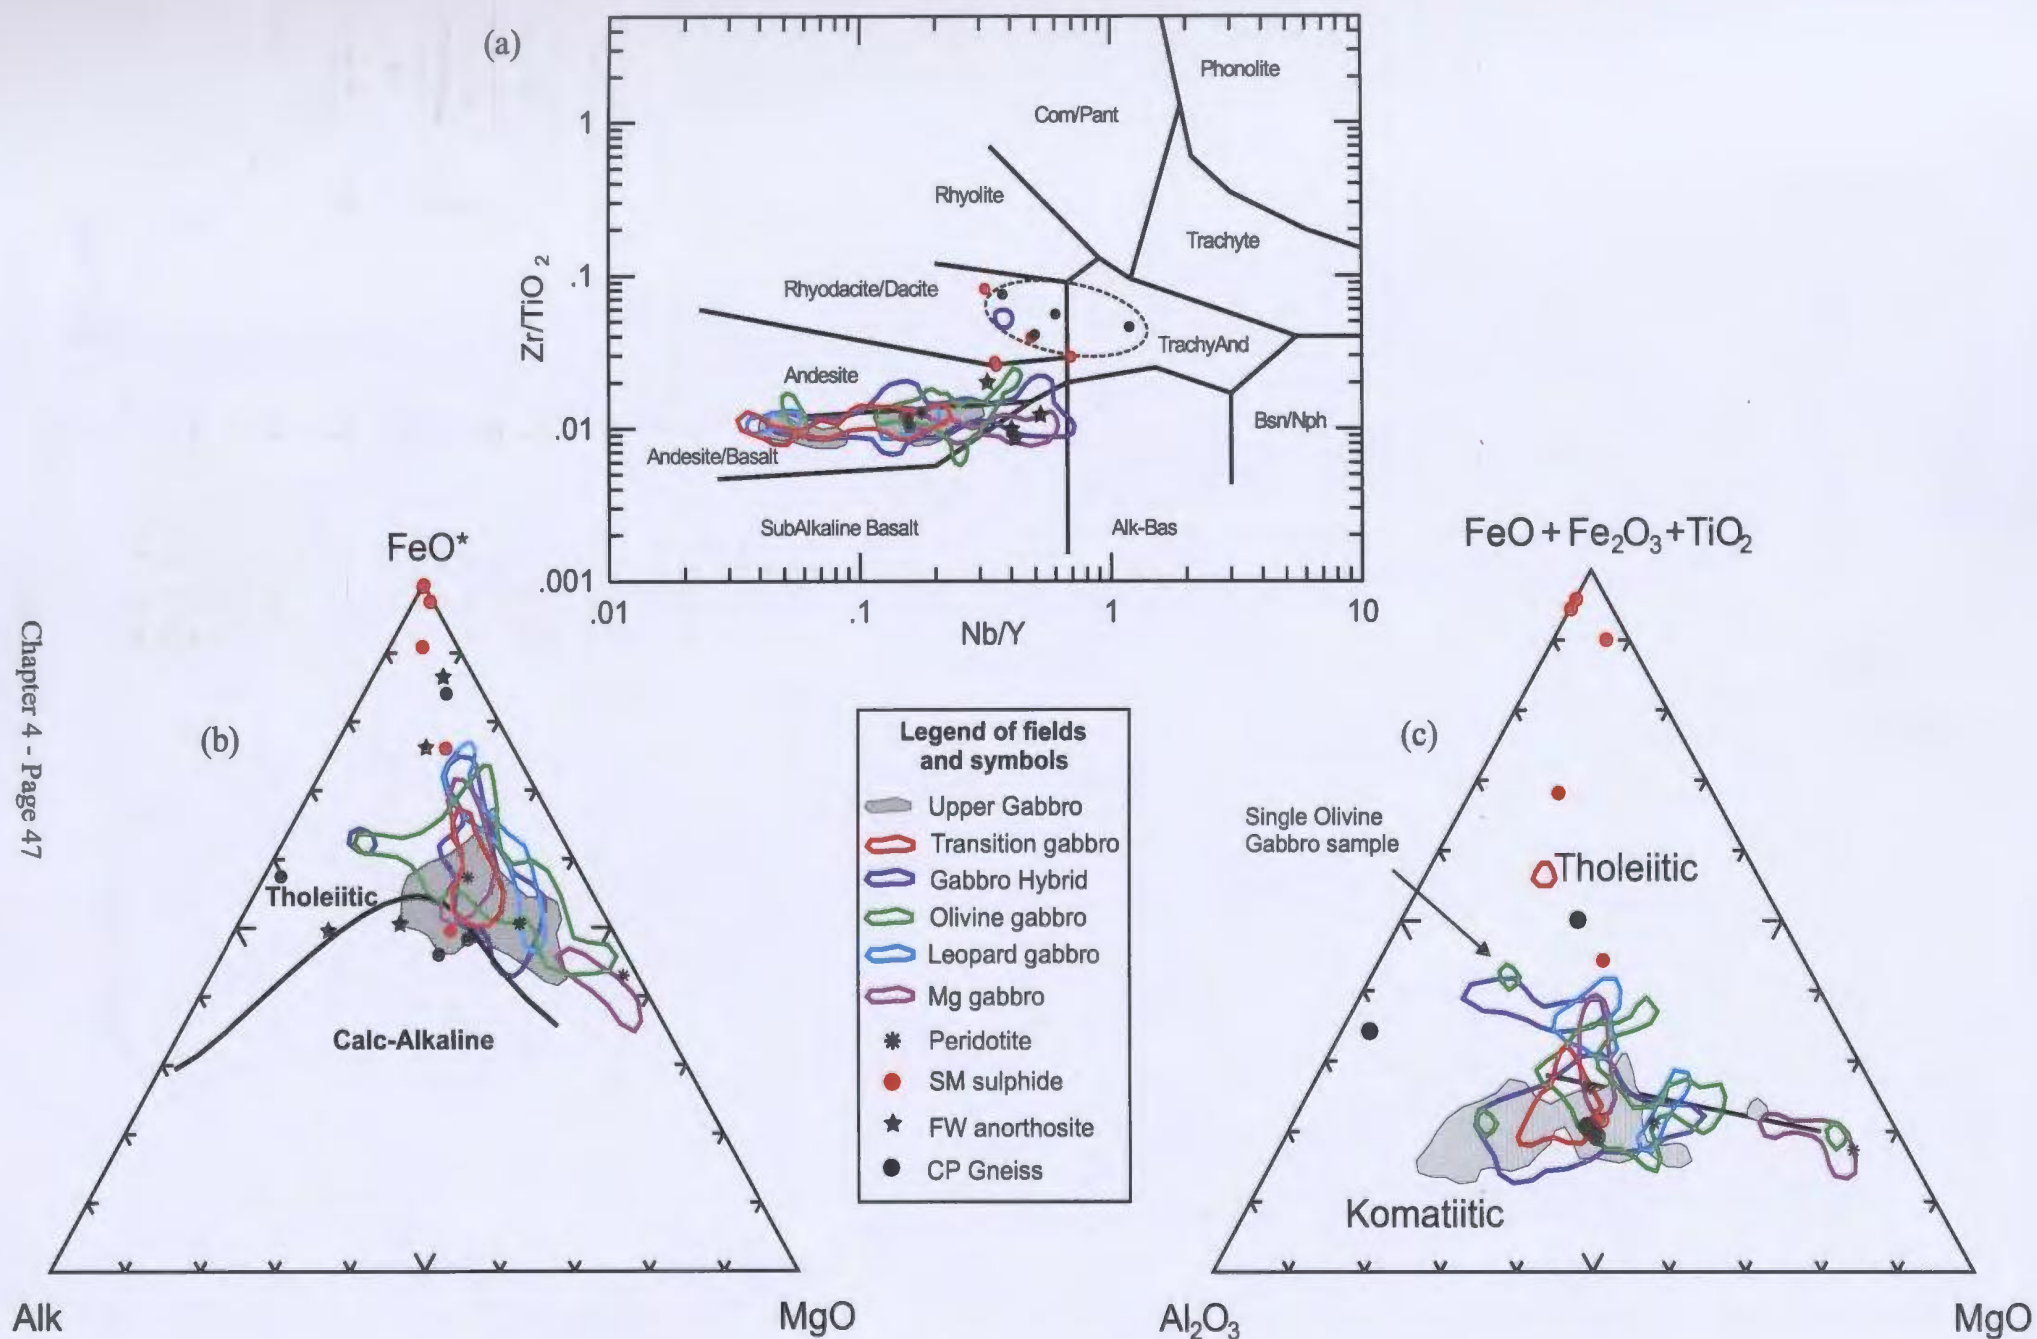 (a)
Phonolite
Com/Pant
Rhyolite
Trachyte
Rhyodacite/Dacite
TrachyAnd
Andesite
Bsn/Nph
Andesite/Basalt
SubAlkaline Basalt
Alk-Bas
Zr/TiO₂
1
.1
.01
.001
.01
.1
1
10
Nb/Y
Chapter 4 - Page 47
(b)
FeO*
Tholeiitic
Calc-Alkaline
Alk
MgO
Legend of fields
and symbols
Upper Gabbro
Transition gabbro
Gabbro Hybrid
Olivine gabbro
Leopard gabbro
Mg gabbro
Peridotite
SM sulphide
FW anorthosite
CP Gneiss
(c)
FeO + Fe₂O₃ + TiO₂
Single Olivine
Gabbro sample
Tholeiitic
Komatiitic
Al₂O₃
MgO